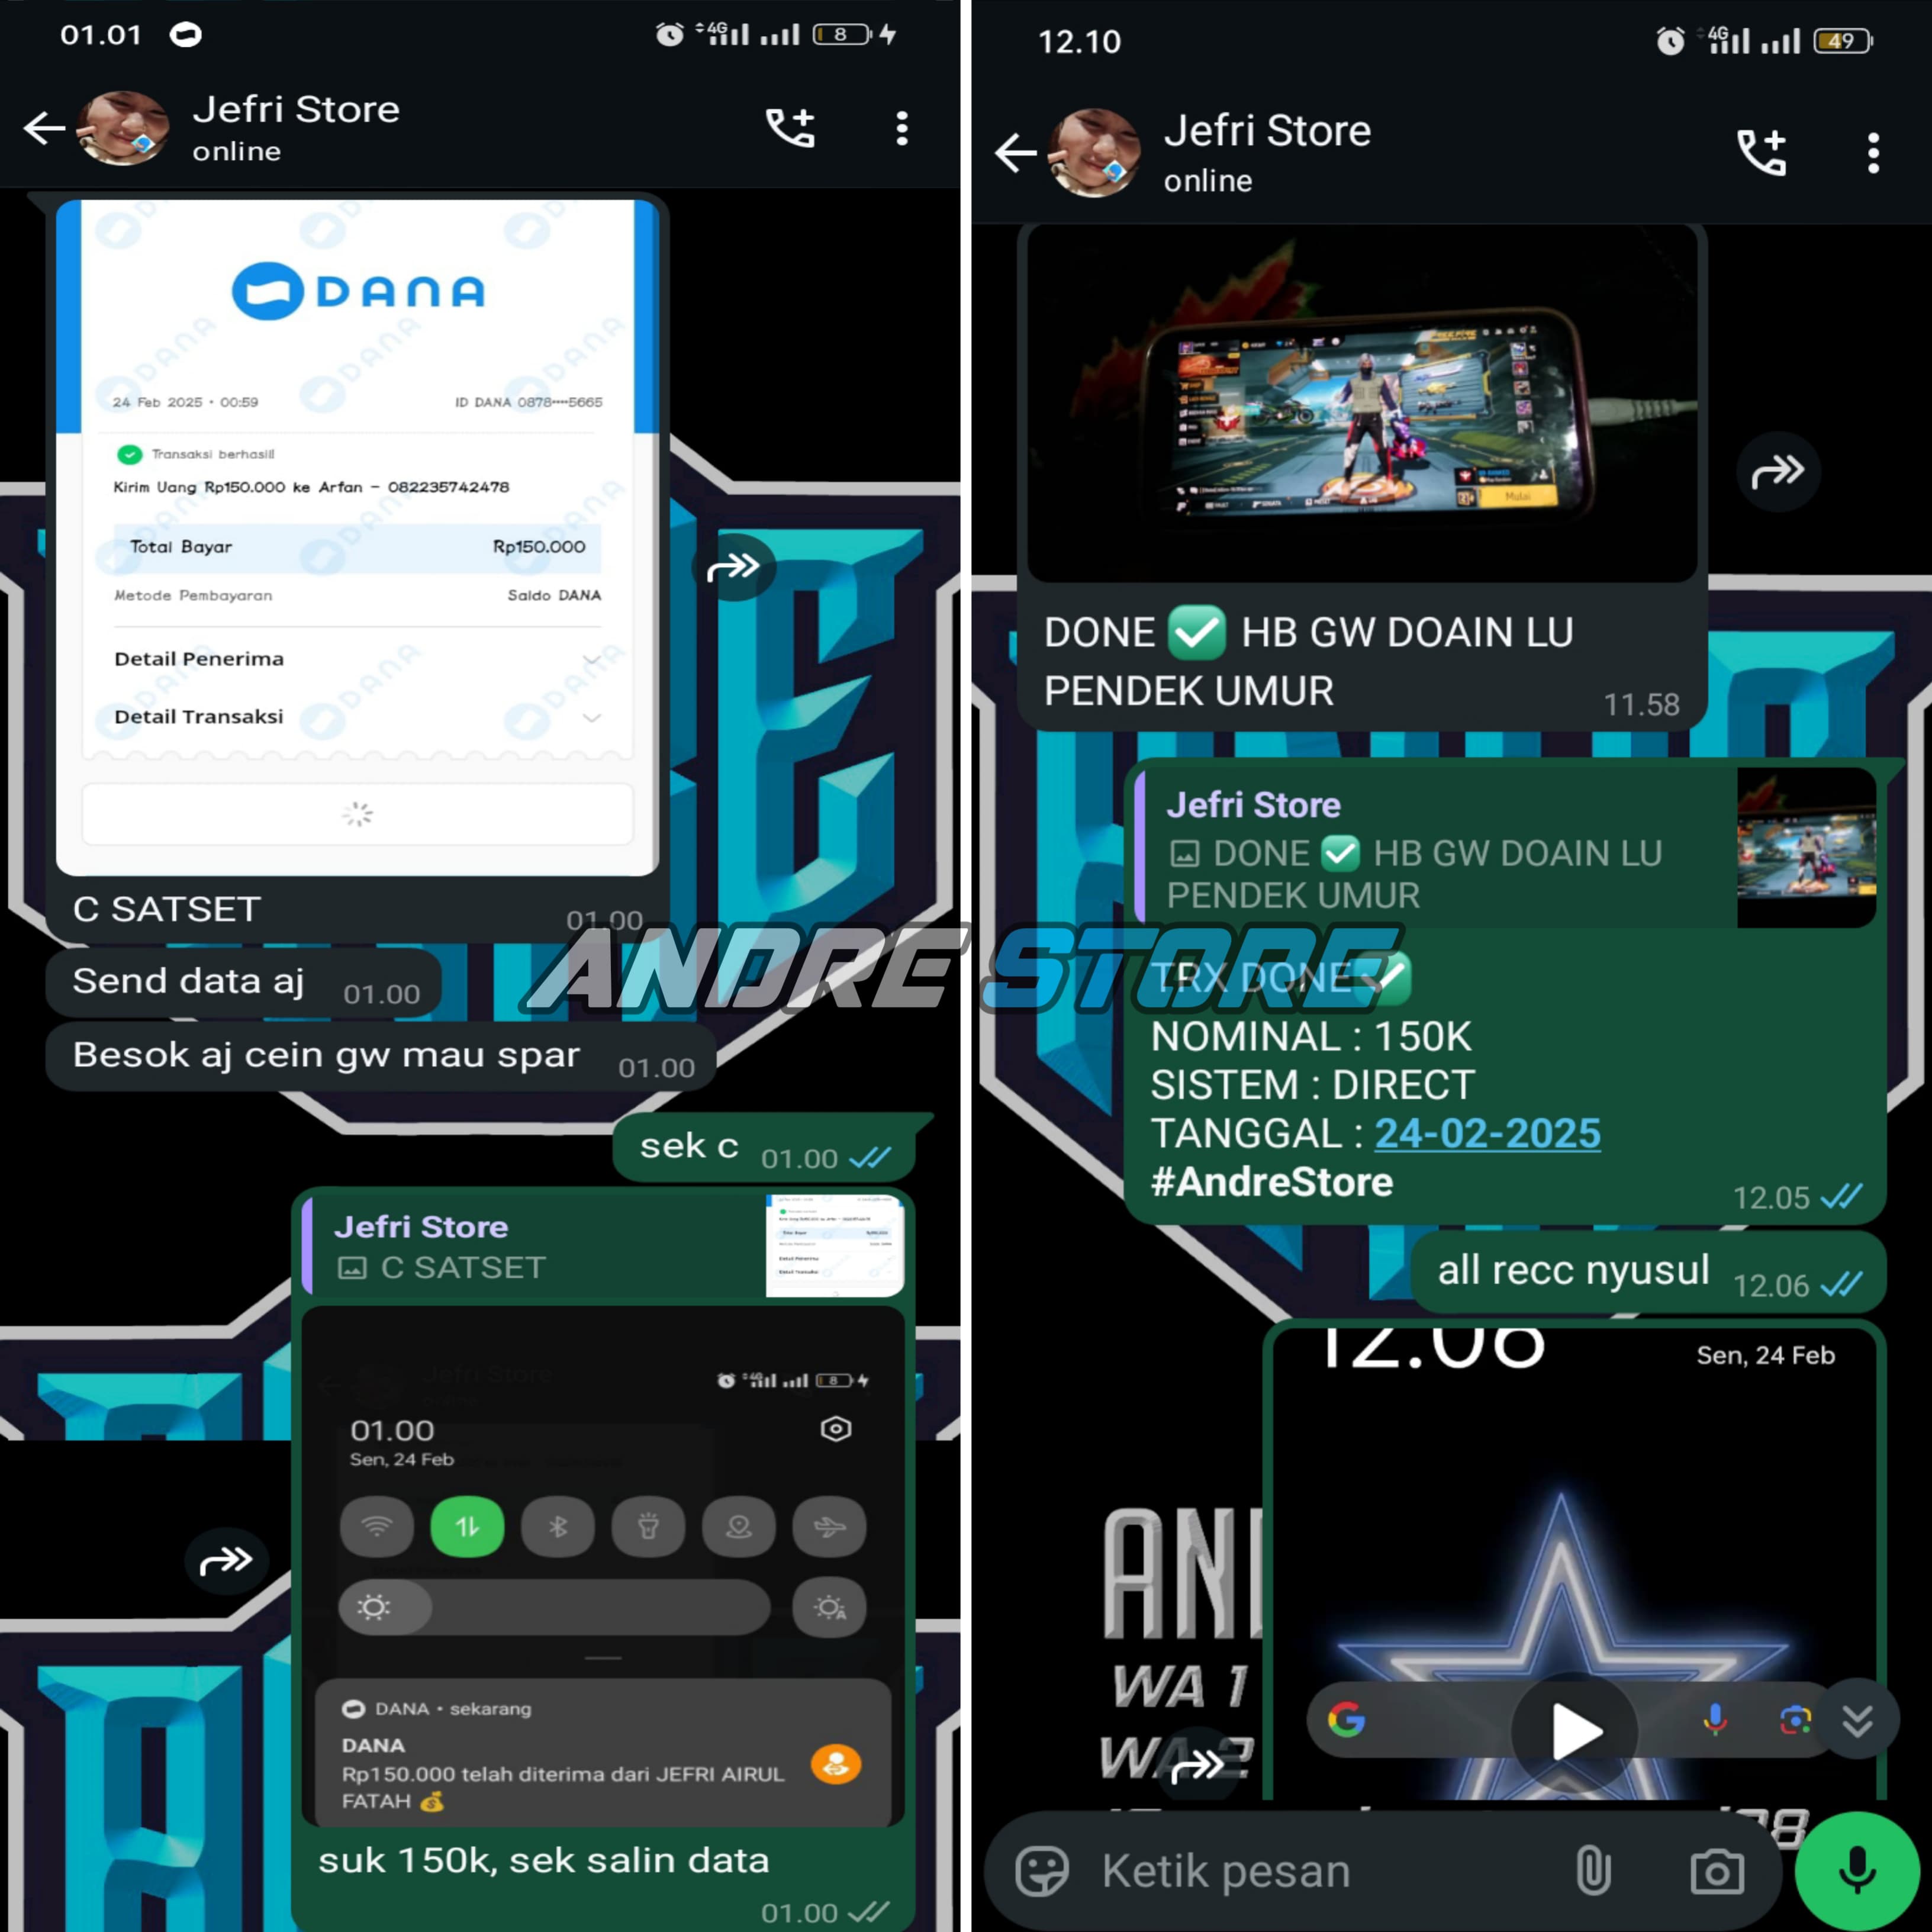 01.01
4G
8
Jefri Store
online
DANA
24 Feb 2025 • 00:59
ID DANA 0878••••5665
Transaksi berhasil!
Kirim Uang Rp150.000 ke Arfan - 082235742478
Total Bayar Rp150.000
Metode Pembayaran Saldo DANA
Detail Penerima
Detail Transaksi
C SATSET
01.00
Send data aj 01.00
Besok aj cein gw mau spar 01.00
sek c 01.00
Jefri Store
C SATSET
8
01.00
Sen, 24 Feb
DANA • sekarang
DANA
Rp150.000 telah diterima dari JEFRI AIRUL
FATAH 💰
suk 150k, sek salin data
01.00
ANDRE STORE
12.10
4G
49
Jefri Store
online
Mulai
DONE ✅ HB GW DOAIN LU
PENDEK UMUR
11.58
Jefri Store
DONE ✅ HB GW DOAIN LU
PENDEK UMUR
TRX DONE ✅
NOMINAL : 150K
SISTEM : DIRECT
TANGGAL : 24-02-2025
#AndreStore
12.05
all recc nyusul 12.06
12.06
Sen, 24 Feb
WA 1
WA 2
Ketik pesan